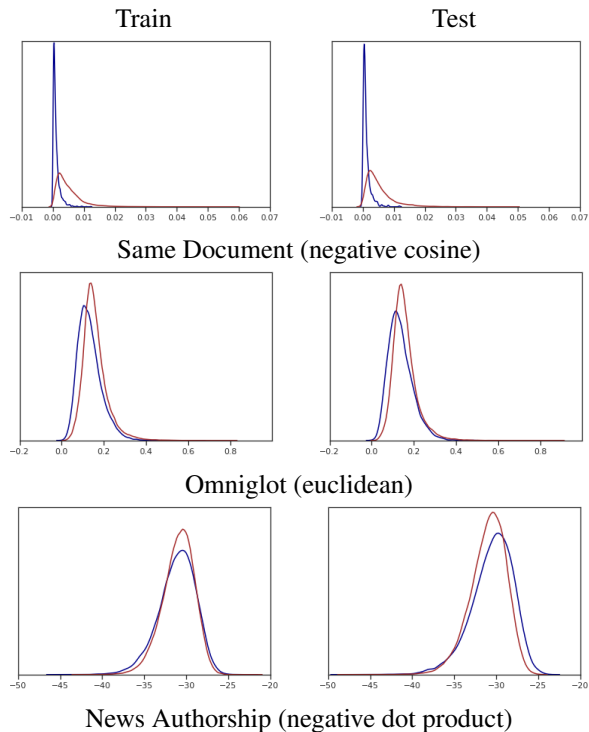 Train Test
−0.01 0.00 0.01 0.02 0.03 0.04 0.05 0.06 0.07 −0.01 0.00 0.01 0.02 0.03 0.04 0.05 0.06 0.07
Same Document (negative cosine)
−0.2 0.0 0.2 0.4 0.6 0.8 −0.2 0.0 0.2 0.4 0.6 0.8
Omniglot (euclidean)
−50 −45 −40 −35 −30 −25 −20 −50 −45 −40 −35 −30 −25 −20
News Authorship (negative dot product)